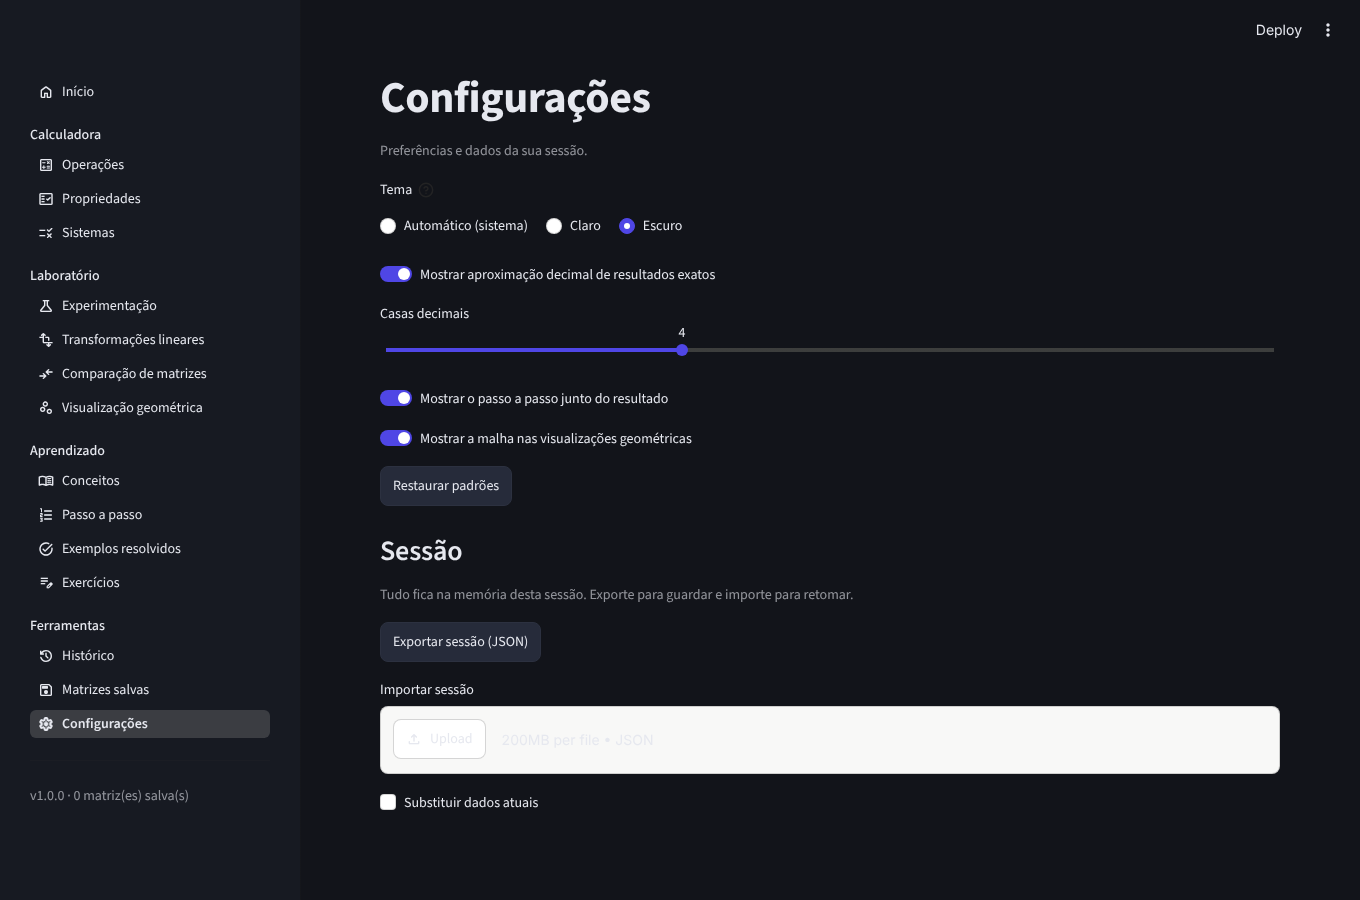 Deploy
Início
Calculadora
Operações
Propriedades
Sistemas
Laboratório
Experimentação
Transformações lineares
Comparação de matrizes
Visualização geométrica
Aprendizado
Conceitos
Passo a passo
Exemplos resolvidos
Exercícios
Ferramentas
Histórico
Matrizes salvas
Configurações
v1.0.0 · 0 matriz(es) salva(s)
Configurações
Preferências e dados da sua sessão.
Tema
Automático (sistema) Claro Escuro
Mostrar aproximação decimal de resultados exatos
Casas decimais
4
Mostrar o passo a passo junto do resultado
Mostrar a malha nas visualizações geométricas
Restaurar padrões
Sessão
Tudo fica na memória desta sessão. Exporte para guardar e importe para retomar.
Exportar sessão (JSON)
Importar sessão
Upload 200MB per file • JSON
Substituir dados atuais